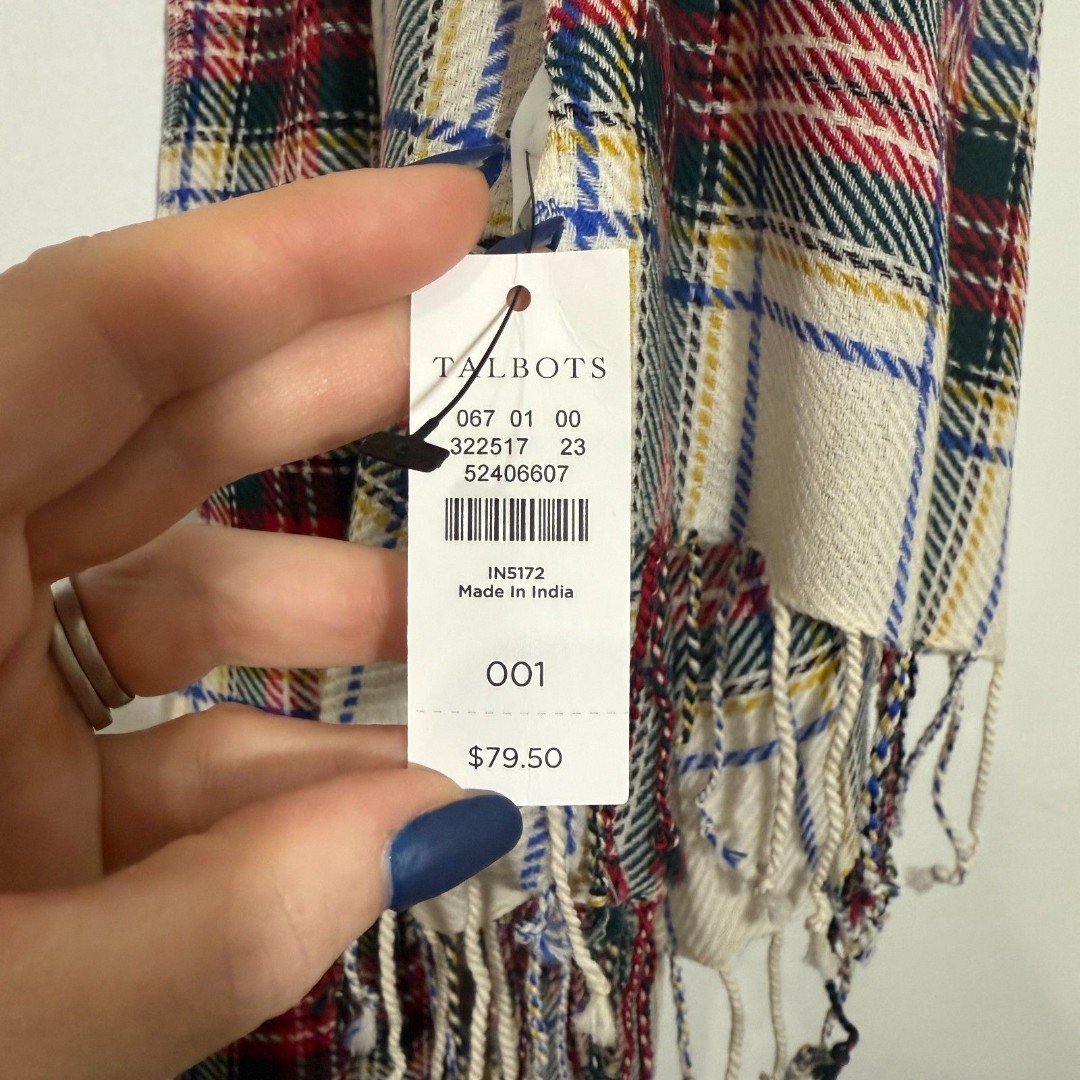 TALBOTS
067 01 00
322517 23
52406607
IN5172
Made In India
001
$79.50